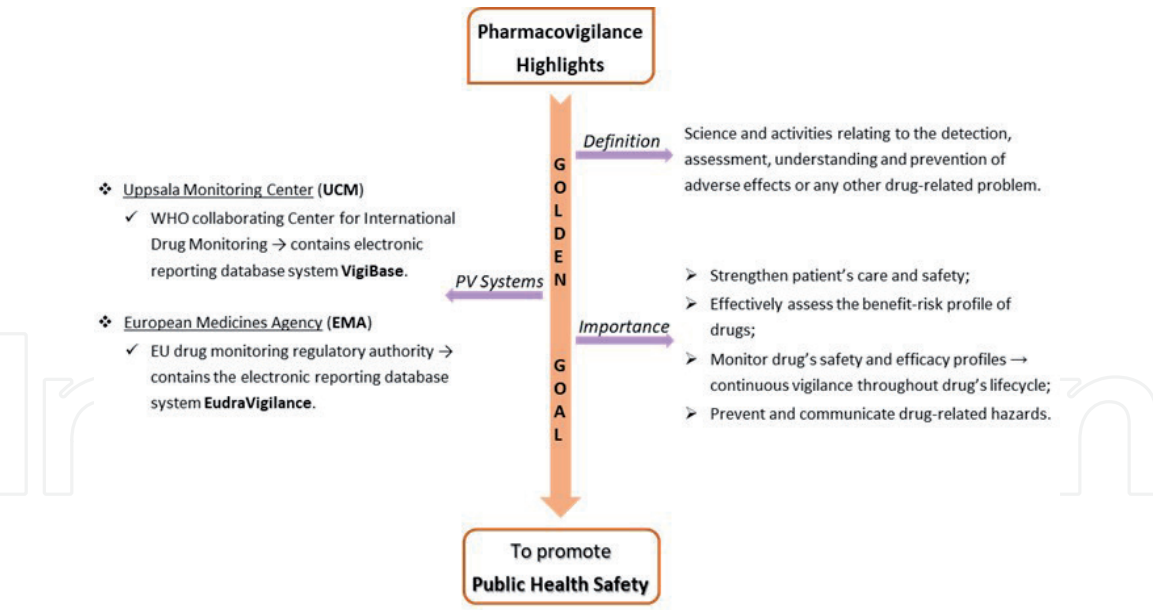 Pharmacovigilance
Highlights
GOLDEN GOAL
Definition
Science and activities relating to the detection,
assessment, understanding and prevention of
adverse effects or any other drug-related problem.
PV Systems
❖ Uppsala Monitoring Center (UCM)
✓ WHO collaborating Center for International
Drug Monitoring → contains electronic
reporting database system VigiBase.
❖ European Medicines Agency (EMA)
✓ EU drug monitoring regulatory authority →
contains the electronic reporting database
system EudraVigilance.
Importance
➢ Strengthen patient's care and safety;
➢ Effectively assess the benefit-risk profile of
drugs;
➢ Monitor drug's safety and efficacy profiles →
continuous vigilance throughout drug's lifecycle;
➢ Prevent and communicate drug-related hazards.
To promote
Public Health Safety